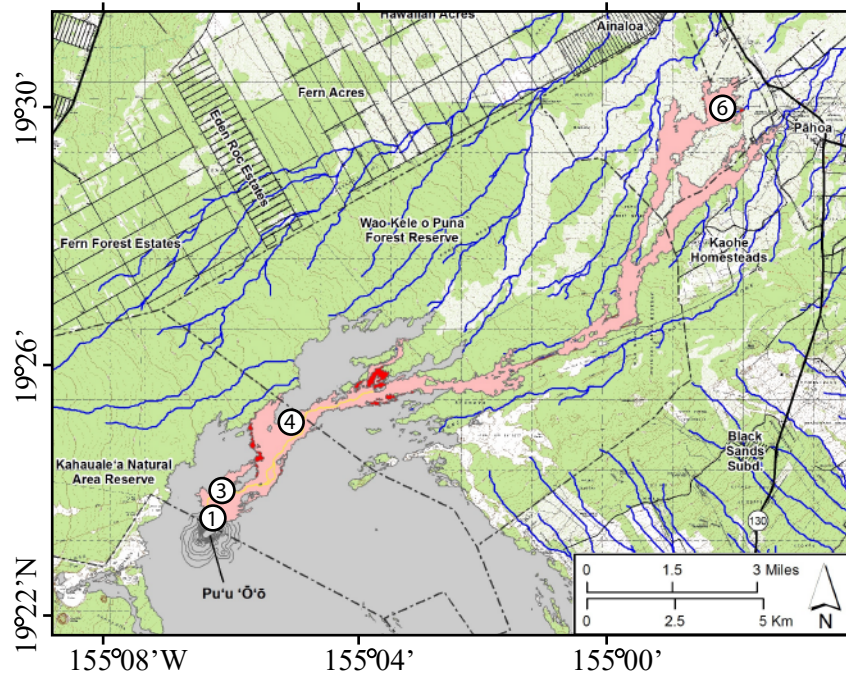 Hawaiian Acres
Ainaloa
19°30'
Fern Acres
6
Pāhoa
Eden Roc Estates
Wao Kele o Puna
Forest Reserve
Fern Forest Estates
Kaohe
Homesteads
19°26'
4
Kahauale‘a Natural
Area Reserve
Black
Sands
Subd.
3
1
130
Pu‘u ‘Ō‘ō
0 1.5 3 Miles
0 2.5 5 Km
N
19°22'N
155°08'W
155°04'
155°00'